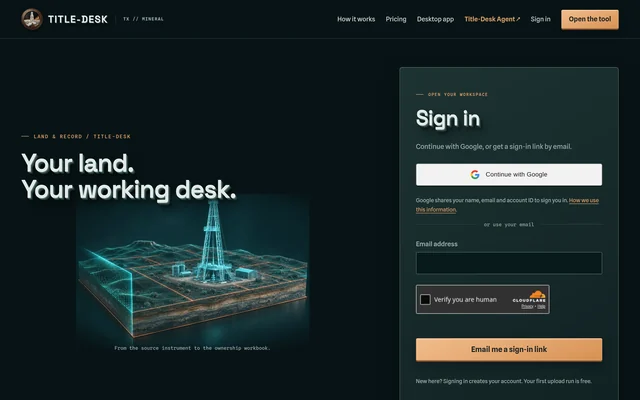 TITLE-DESK
TX // MINERAL
How it works
Pricing
Desktop app
Title-Desk Agent ↗
Sign in
Open the tool
LAND & RECORD / TITLE-DESK
Your land.
Your working desk.
From the source instrument to the ownership workbook.
OPEN YOUR WORKSPACE
Sign in
Continue with Google, or get a sign-in link by email.
Continue with Google
Google shares your name, email and account ID to sign you in. How we use
this information.
or use your email
Email address
Verify you are human
CLOUDFLARE
Privacy • Help
Email me a sign-in link
New here? Signing in creates your account. Your first upload run is free.